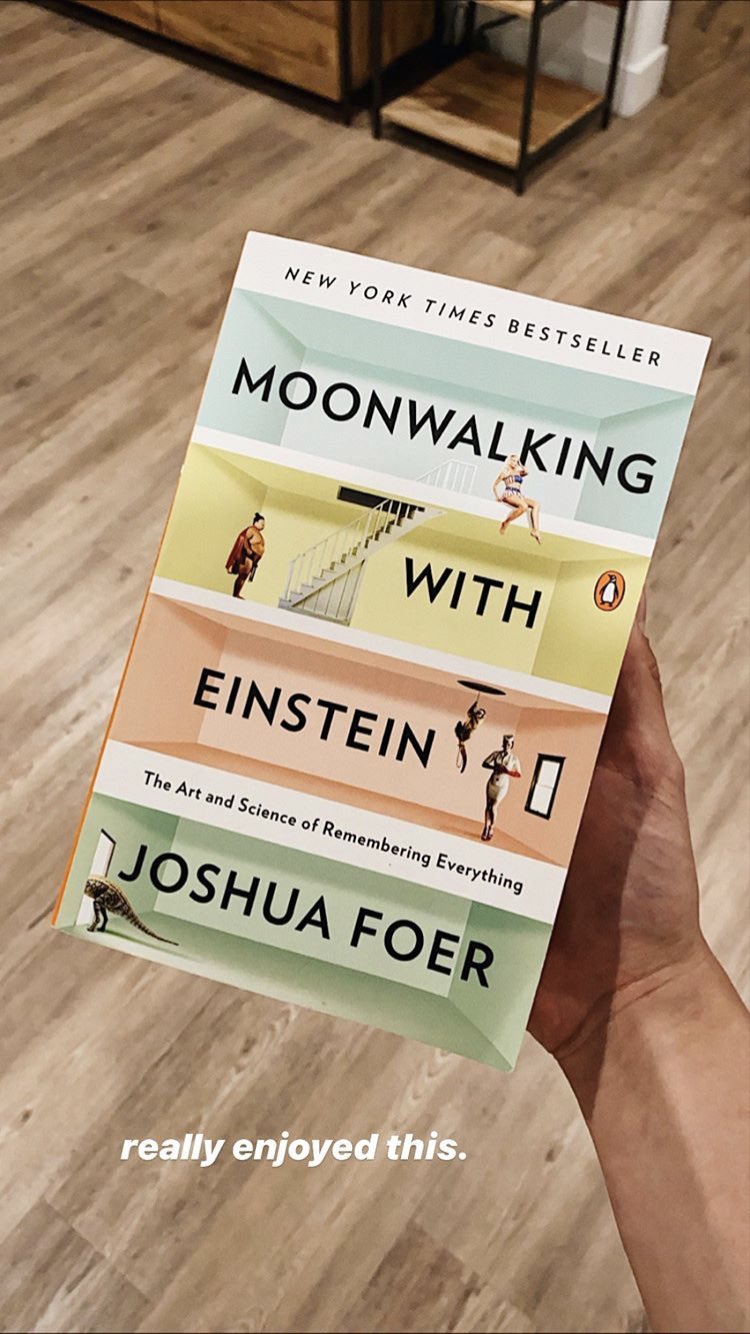 NEW YORK TIMES BESTSELLER
MOONWALKING
WITH
EINSTEIN
The Art and Science of Remembering Everything
JOSHUA FOER
really enjoyed this.